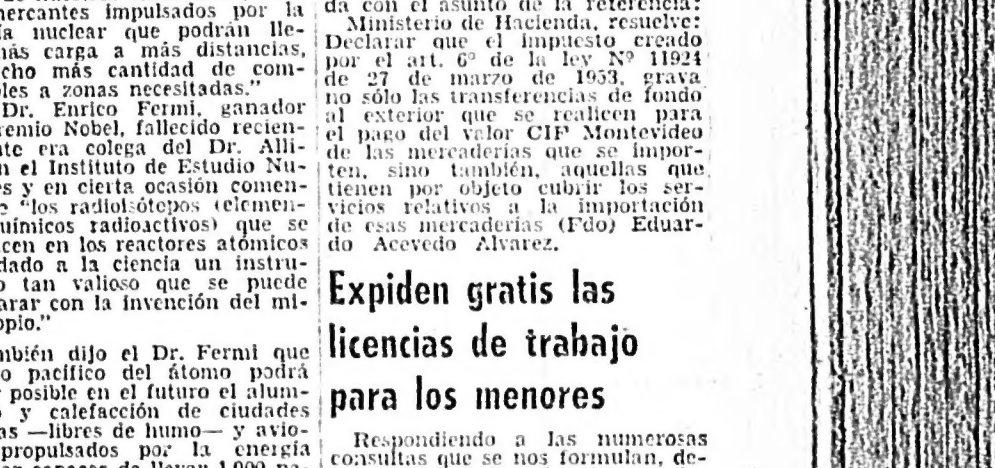 mercantes impulsados por la
ía nuclear que podrán lle-
más carga a más distancias,
cho más cantidad de com-
les a zonas necesitadas."
Dr. Enrico Fermi, ganador
remio Nobel, fallecido recien-
te era colega del Dr. Alli-
n el Instituto de Estudio Nu-
es y en cierta ocasión comen-
"los radioisótopos (elemen-
uímicos radioactivos) que se
cen en los reactores atómicos
dado a la ciencia un instru-
o tan valioso que se puede
arar con la invención del mi-
opio."
mbién dijo el Dr. Fermi que
o pacífico del átomo podrá
posible en el futuro el alum-
y calefacción de ciudades
as —libres de humo— y avio-
propulsados por la energía
capaces de llevar 1.000 pa-
da con el asunto de la referencia:
Ministerio de Hacienda, resuelve:
Declarar que el impuesto creado
por el art. 6º de la ley Nº 11924
de 27 de marzo de 1953, grava
no sólo las transferencias de fondo
al exterior que se realicen para
el pago del valor CIF Montevideo
de las mercaderías que se impor-
ten, sino también, aquellas que
tienen por objeto cubrir los ser-
vicios relativos a la importación
de esas mercaderías (Fdo) Eduar-
do Acevedo Alvarez.
Expiden gratis las
licencias de trabajo
para los menores
Respondiendo a las numerosas
consultas que se nos formulan, de-